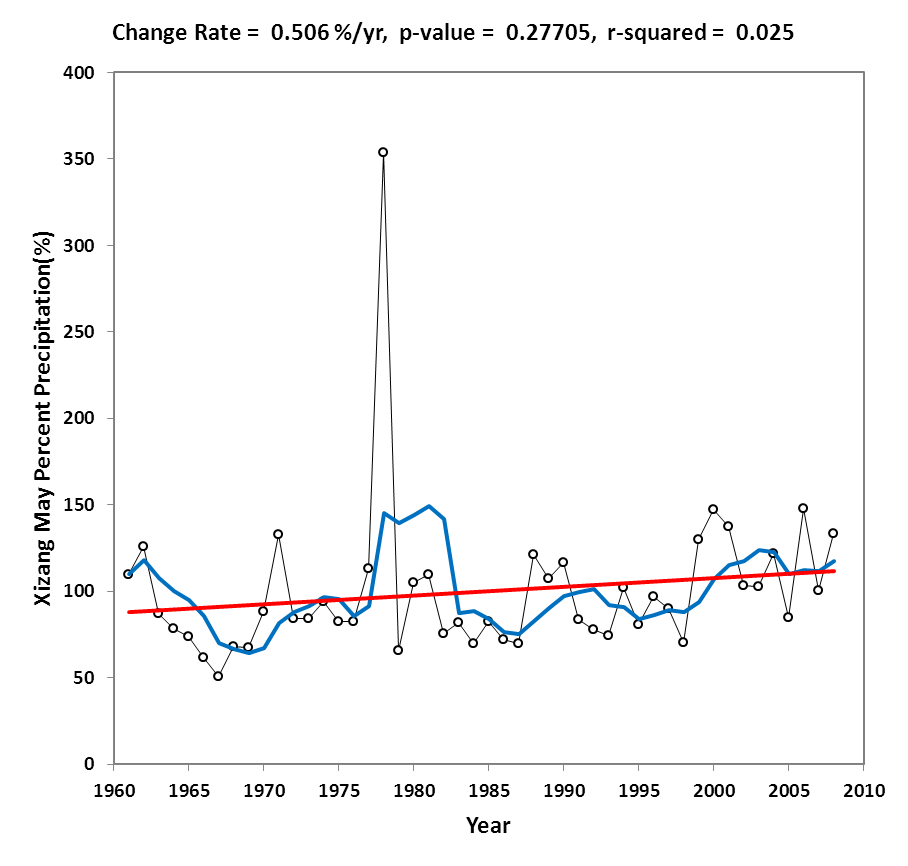 Change Rate = 0.506 %/yr, p-value = 0.27705, r-squared = 0.025
Xizang May Percent Precipitation(%)
400
350
300
250
200
150
100
50
0
1960 1965 1970 1975 1980 1985 1990 1995 2000 2005 2010
Year